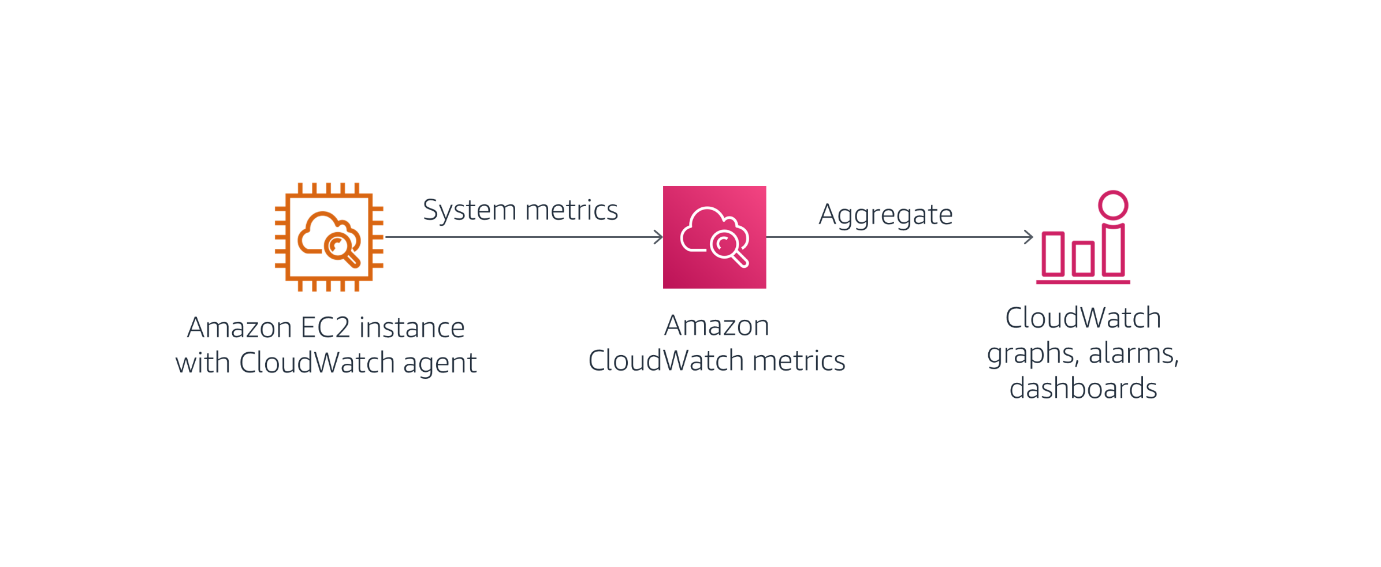 System metrics
Aggregate
Amazon EC2 instance
with CloudWatch agent
Amazon
CloudWatch metrics
CloudWatch
graphs, alarms,
dashboards